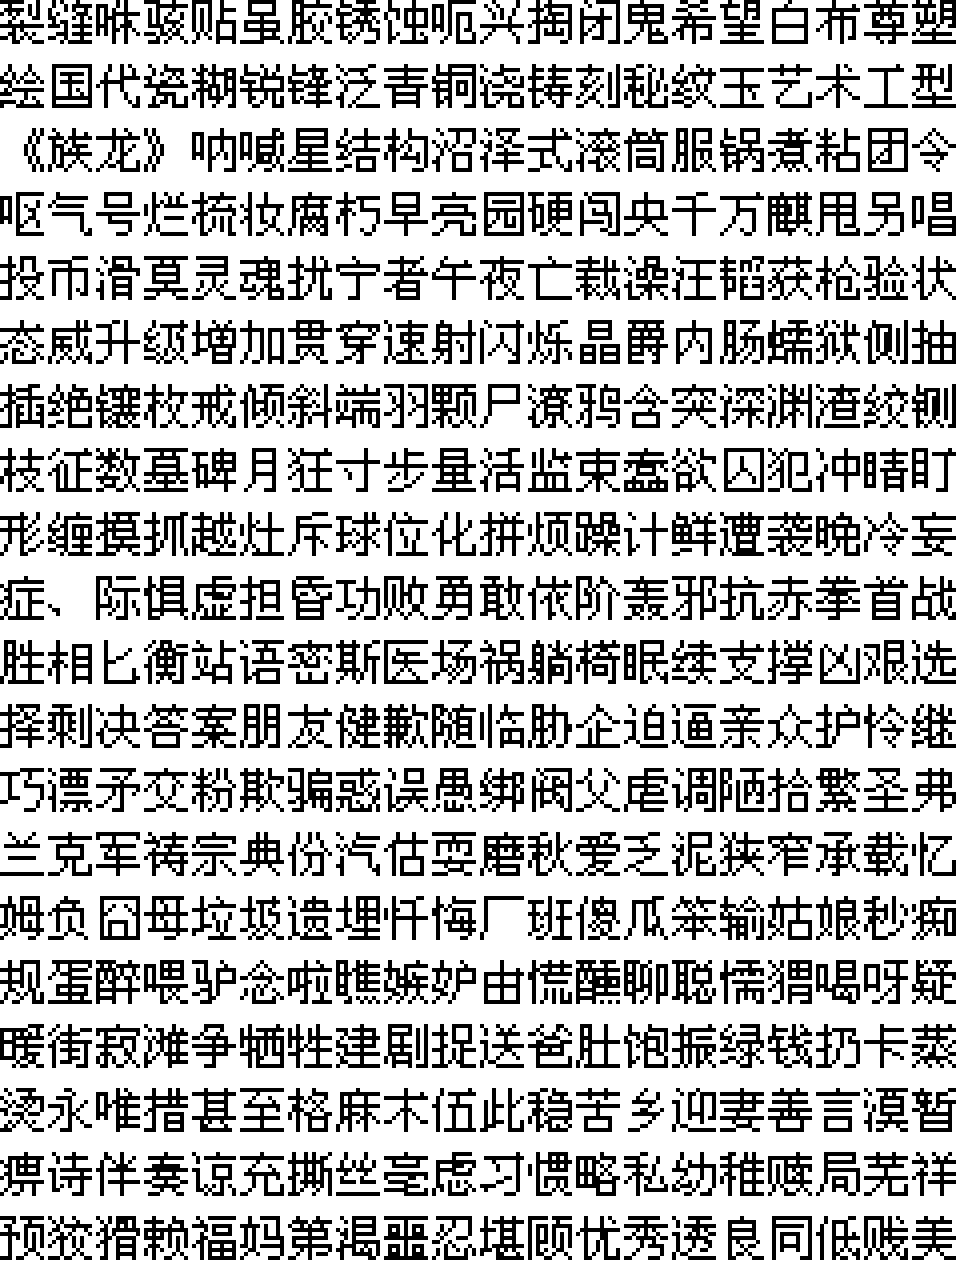 裂缝咻骇贴虽胶锈蚀呃兴掏闭鬼希望白布尊塑
绘国代瓷糊锐锋泛青铜浇铸刻秘纹玉艺术工型
《族龙》呐喊星结构沼泽式滚筒服锅煮粘团令
呕气号烂梳妆腐朽早亮园硬闯央千万麒甩另唱
投币滑莫灵魂扰宁者午夜亡裁澡汪韬获枪验状
态威升级增加贯穿速射闪烁晶爵内肠蠕狱侧抽
插绝镶枚戒倾斜端羽颗尸潦鸦含突深渊渣绞铡
枝征数墓碑月狂寸步量活监束蠢欲囚犯冲睛盯
形缠摸抓越灶斥球位化拼烦躁计鲜遭袭晚冷妄
症、际惧虚担昏功败勇敢依阶轰邪抗赤拳首战
胜相匕衡站语密斯医场祸躺椅眠续支撑凶艰选
择剩决答案朋友健歉随临胁企迫逼亲众护怜继
巧漂矛交粉欺骗惑误愚绑阀父虐调陋拾繁圣弗
兰克军祷宗典份汽估耍磨秋爱乏泥挨窄承载忆
姆负囧母垃圾遗埋忏悔厂班傻瓜笨输姑娘秒痴
规蛋醉喂驴念啦瞧嫉妒由慌醺聊聪懦猬喝呀疑
暖街寂滩争牺牲建剧捉送爸肚饱振绿钱扔卡蒸
烫永唯措甚至格麻木伍此稳苦乡迎妻善言漠暂
痹诗伴奏谅充撕丝毫虑习惯略私幼稚赎局芜祥
预狡猾赖福妈第渴噩忍堪顾优秀透良同低贱美